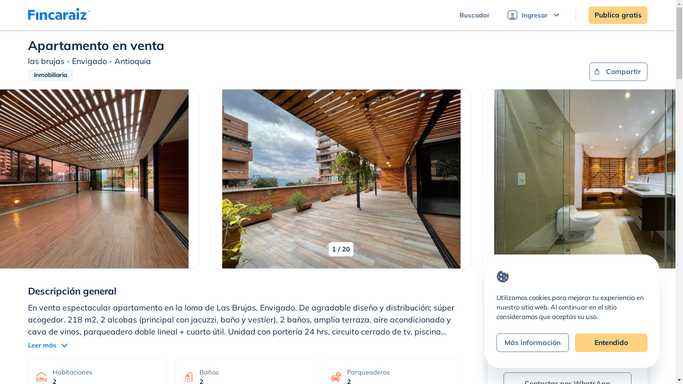 Fincaraiz
Buscador
Ingresar
Publica gratis
Apartamento en venta
las brujas - Envigado - Antioquia
Inmobiliaria
Compartir
1 / 20
Descripción general
En venta espectacular apartamento en la loma de Las Brujas, Envigado. De agradable diseño y distribución; súper
acogedor. 218 m2, 2 alcobas (principal con jacuzzi, baño y vestier), 2 baños, amplia terraza, aire acondicionado y
cava de vinos, parqueadero doble lineal + cuarto útil. Unidad con portería 24 hrs, circuito cerrado de tv, piscina...
Leer más
Habitaciones
2
Baños
2
Parqueaderos
2
Utilizamos cookies para mejorar tu experiencia en
nuestro sitio web. Al continuar en el sitio
consideramos que aceptas su uso.
Más información
Entendido
Contactar por WhatsApp